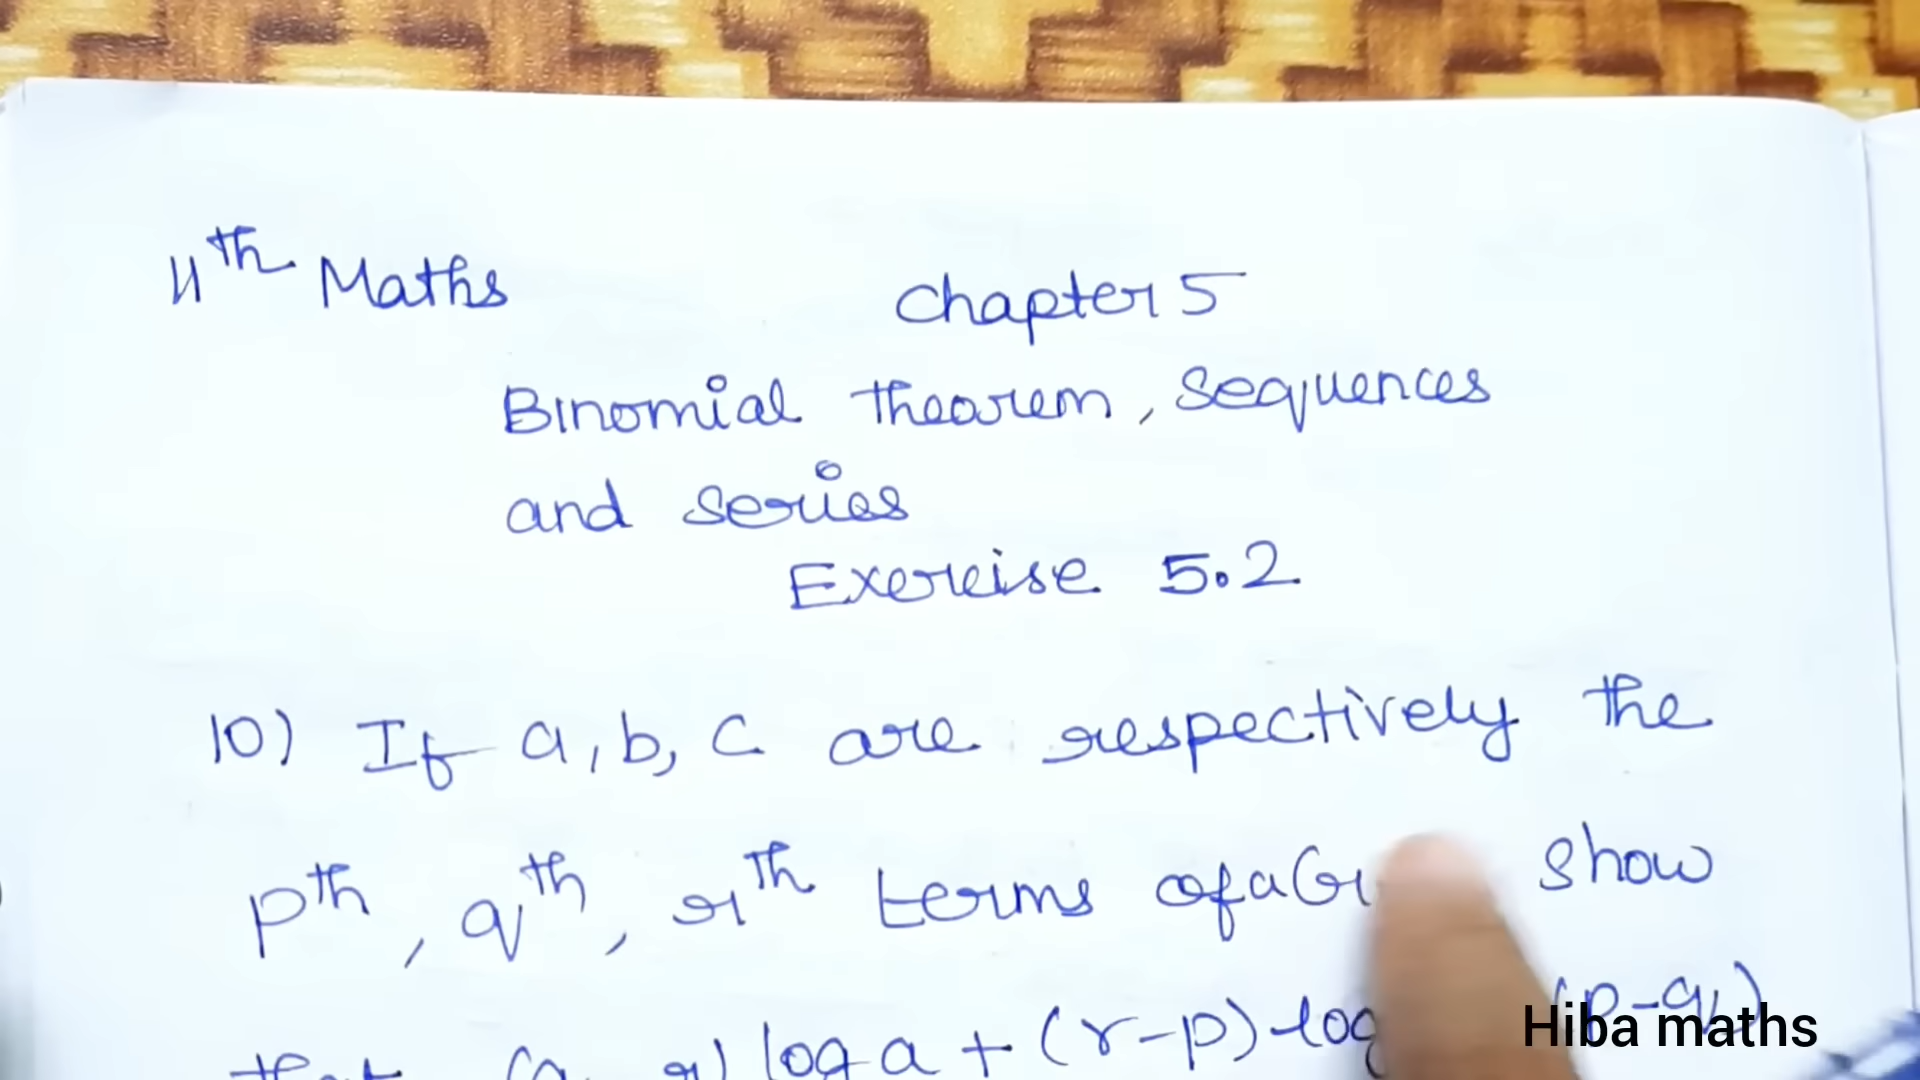 11th Maths Chapter 5
Binomial theorem, sequences
and series
Exercise 5.2
10) If a, b, c are respectively the
pth, qth, rth terms of a G show
log a + (r-p) log (p-q)
Hiba maths